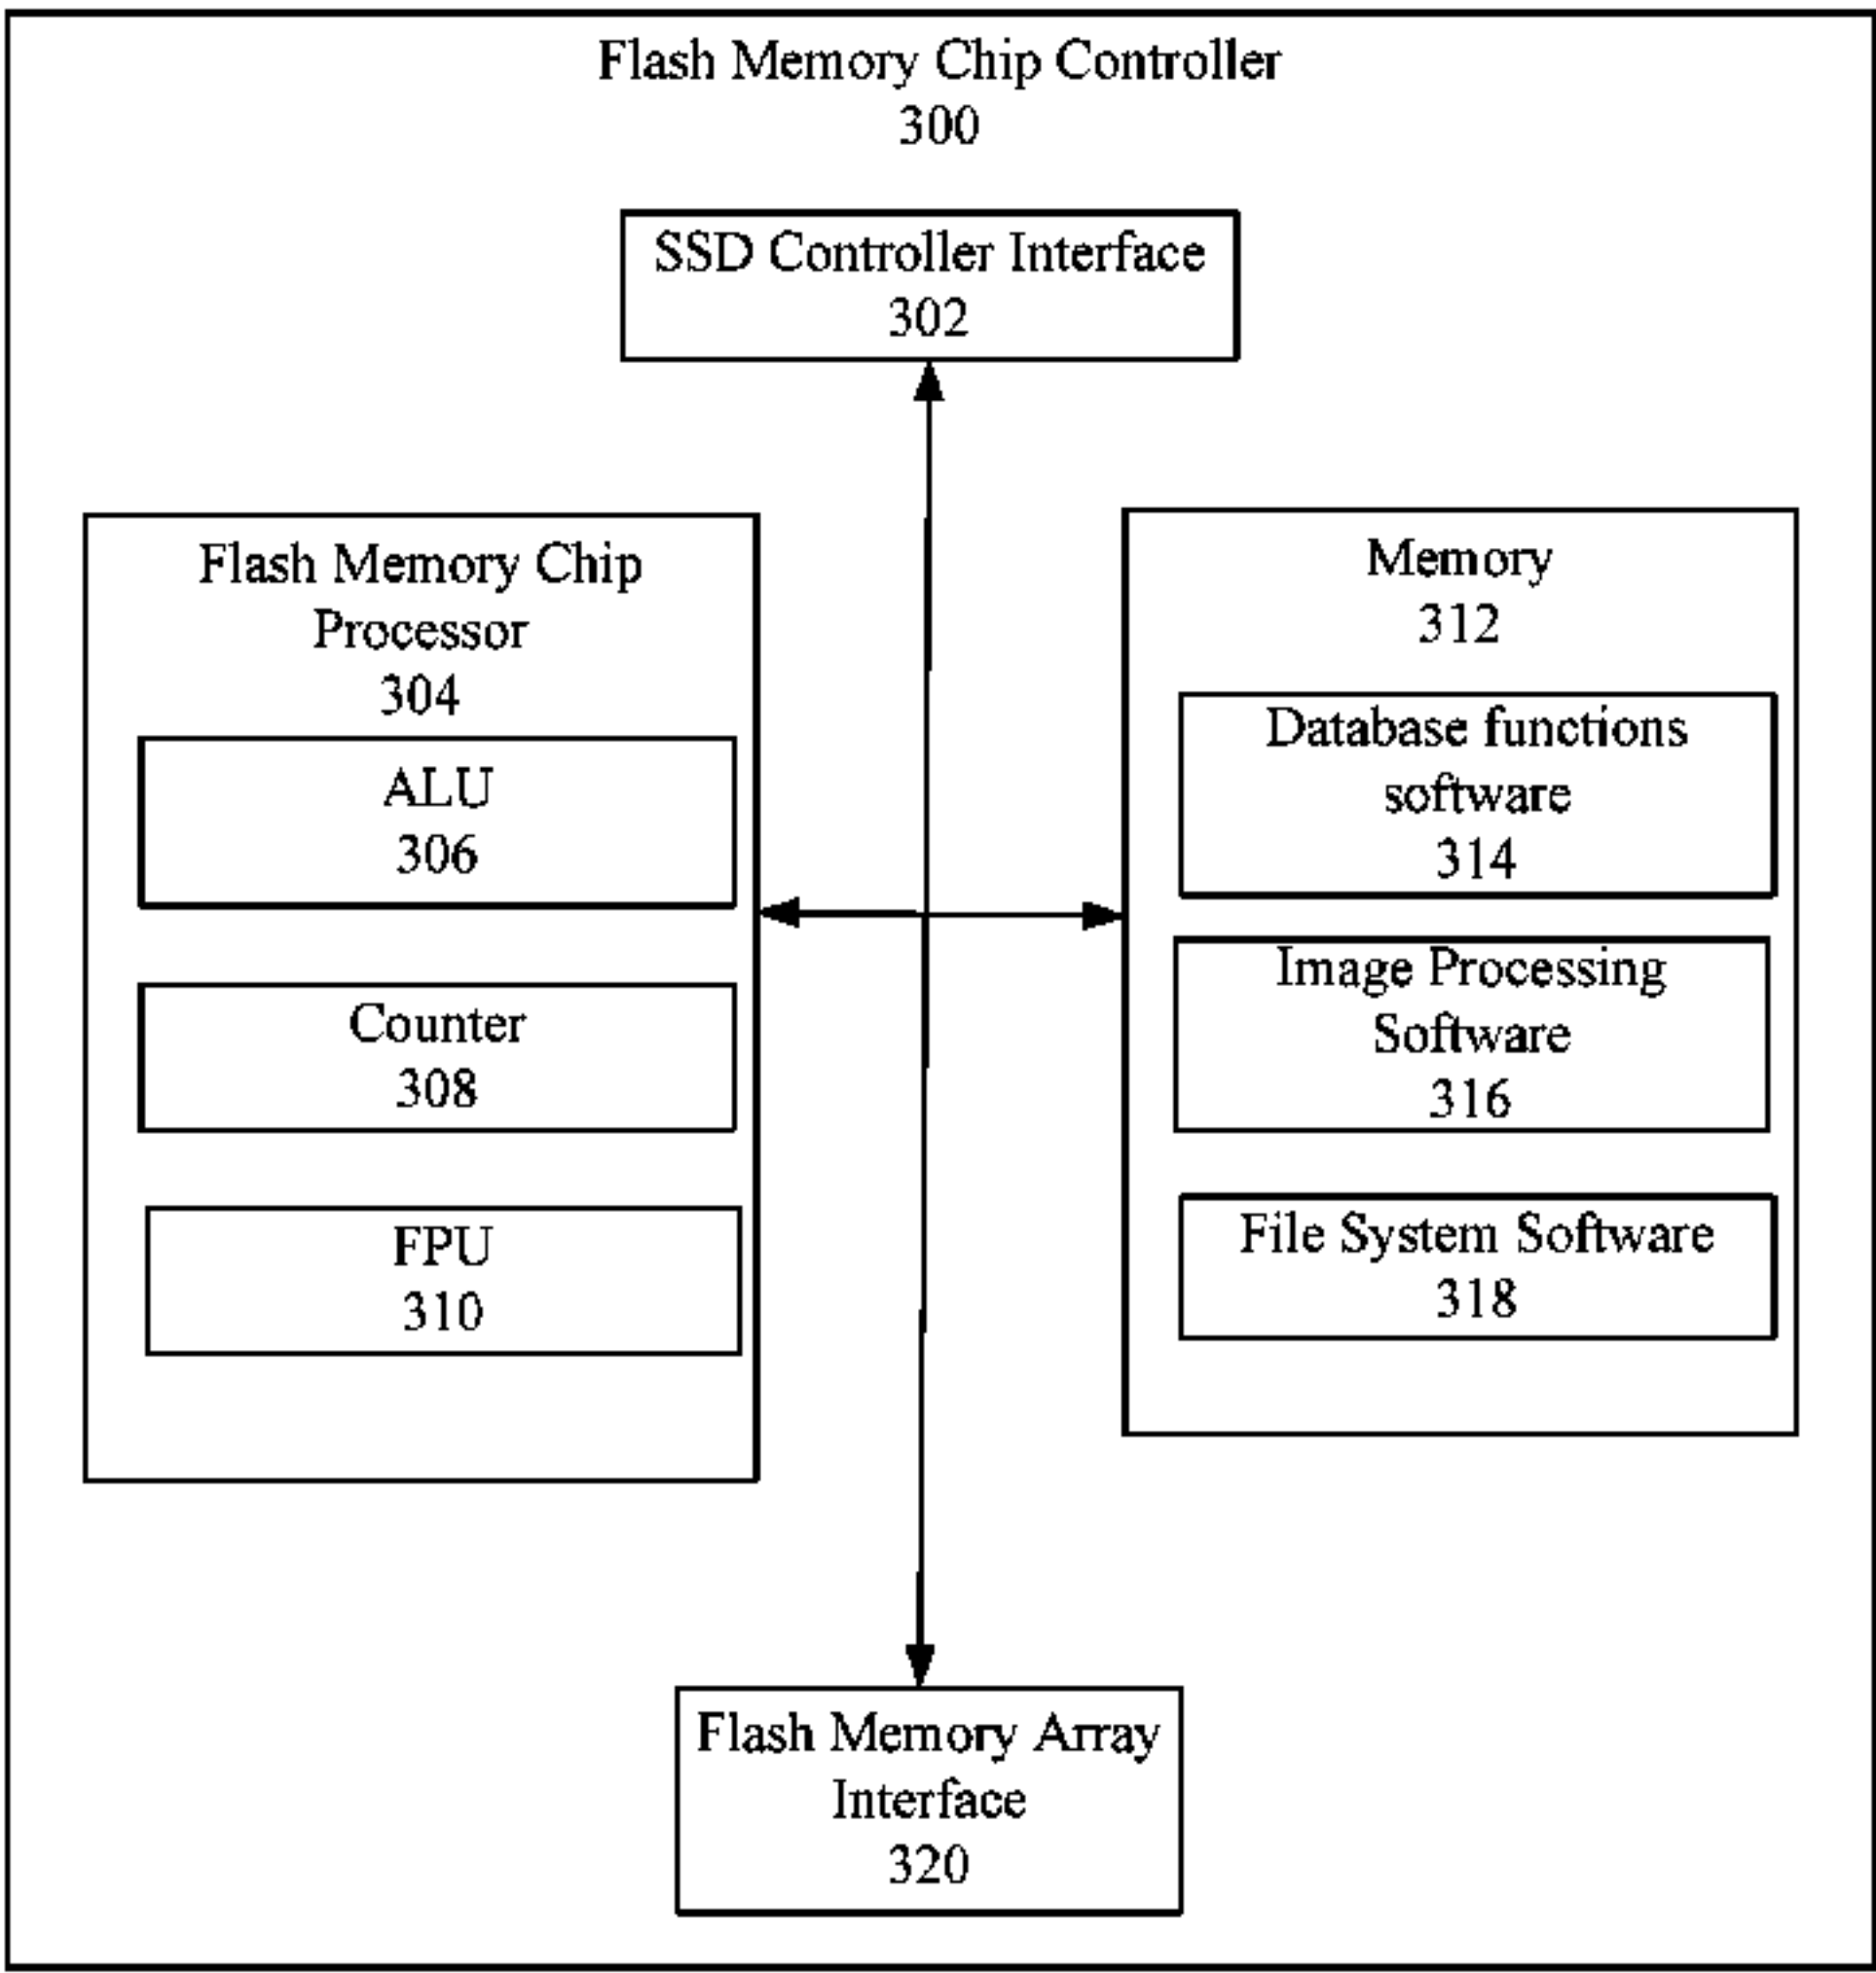 Flash Memory Chip Controller
300
SSD Controller Interface
302
Flash Memory Chip
Processor
304
ALU
306
Counter
308
FPU
310
Memory
312
Database functions
software
314
Image Processing
Software
316
File System Software
318
Flash Memory Array
Interface
320